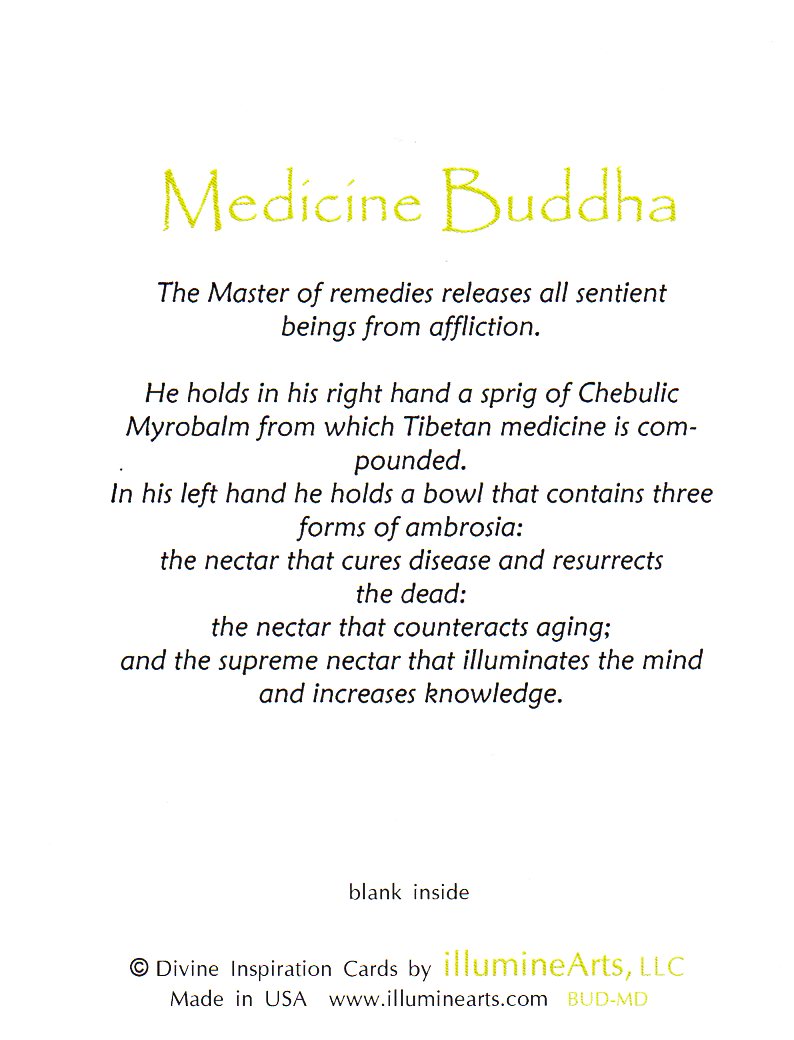 Medicine Buddha
The Master of remedies releases all sentient
beings from affliction.
He holds in his right hand a sprig of Chebulic
Myrobalm from which Tibetan medicine is com-
pounded.
In his left hand he holds a bowl that contains three
forms of ambrosia:
the nectar that cures disease and resurrects
the dead:
the nectar that counteracts aging;
and the supreme nectar that illuminates the mind
and increases knowledge.
blank inside
© Divine Inspiration Cards by illumineArts, LLC
Made in USA www.illuminearts.com BUD-MD